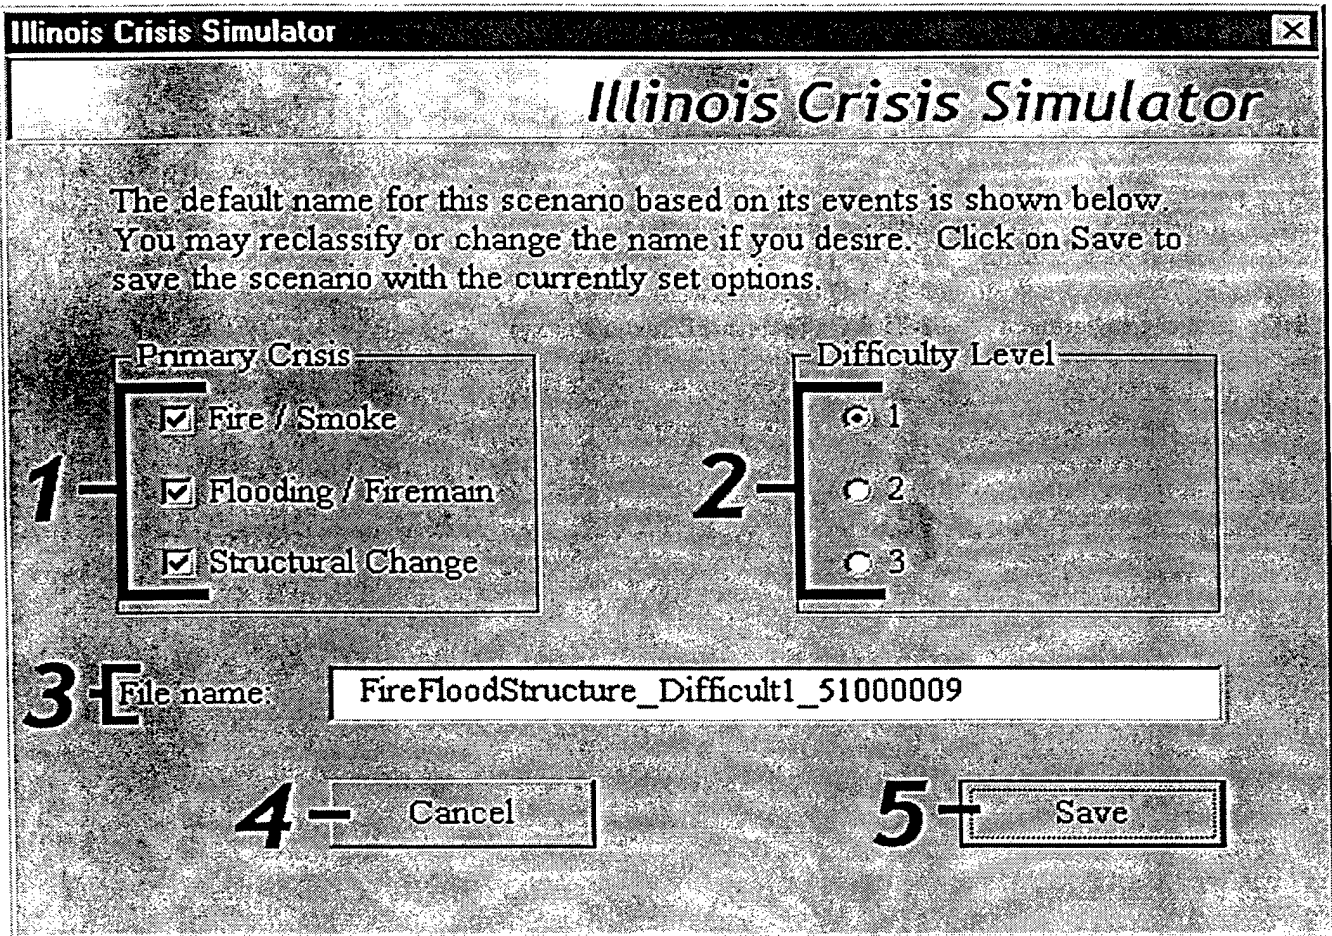 Illinois Crisis Simulator
Illinois Crisis Simulator
The default name for this scenario based on its events is shown below.
You may reclassify or change the name if you desire. Click on Save to
save the scenario with the currently set options.
Primary Crisis
Difficulty Level
1
Fire / Smoke
Flooding / Firemain
Structural Change
2
1
2
3
3
File name: FireFloodStructure_Difficult1_51000009
4 Cancel
5 Save